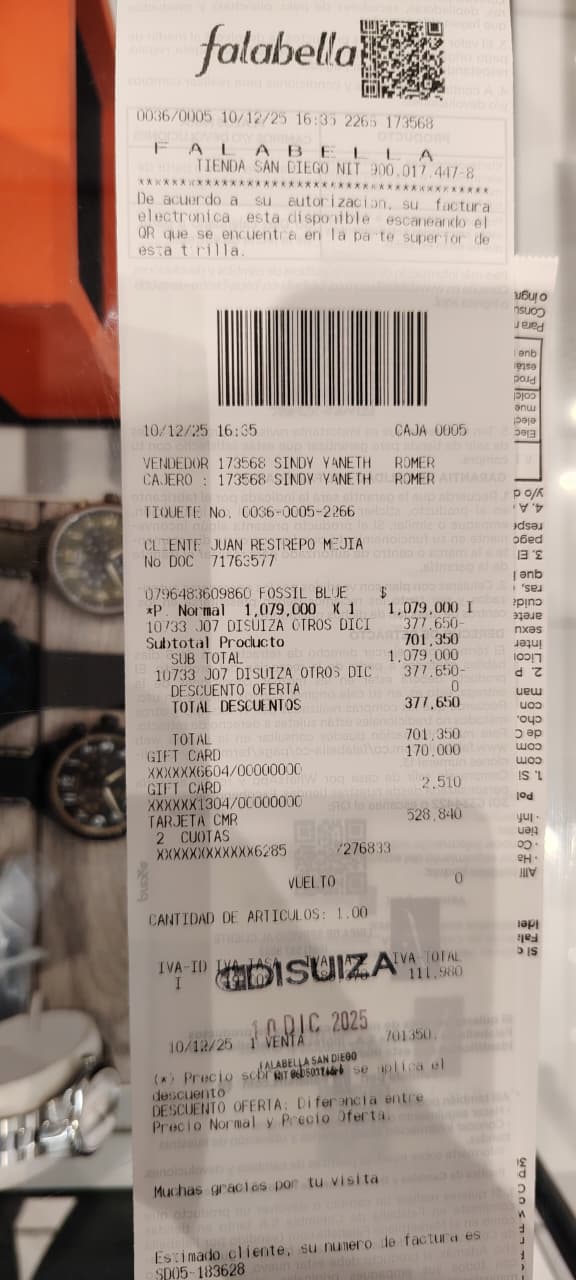 falabella
0036/0005 10/12/25 16:35 2266 173568
F A L A B E L L A
TIENDA SAN DIEGO NIT 900.017.447-8
De acuerdo a su autorizacion, su factura
electronica esta disponible escaneando el
QR que se encuentra en la parte superior de
esta tirilla.
10/12/25 16:35 CAJA 0005
VENDEDOR 173568 SINDY YANETH ROMER
CAJERO : 173568 SINDY YANETH ROMER
TIQUETE No. 0036-0005-2266
CLIENTE JUAN RESTREPO MEJIA
No DOC 71763577
0796483609860 FOSSIL BLUE $
*P. Normal 1,079,000 X 1 1,079,000 I
10733 J07 DISUIZA OTROS DICI 377,650-
Subtotal Producto 701,350
SUB TOTAL 1,079,000
10733 J07 DISUIZA OTROS DIC 377,650-
DESCUENTO OFERTA 0
TOTAL DESCUENTOS 377,650
TOTAL 701,350
GIFT CARD 170,000
XXXXXX6604/00000000
GIFT CARD 2,510
XXXXXX1304/00000000
TARJETA CMR 528,840
2 CUOTAS
XXXXXXXXXXXX6285 /276833
VUELTO 0
CANTIDAD DE ARTICULOS: 1.00
IVA-ID IVA-TASA IVA TOTAL
I 111,980
DISUIZA
10 DIC 2025
10/12/25 1 VENTA 701350.
FALABELLA SAN DIEGO
(*) Precio sobre se aplica el
descuento
DESCUENTO OFERTA: Diferencia entre
Precio Normal y Precio Oferta.
Muchas gracias por tu visita
Estimado cliente, su numero de factura es
SD05-183628